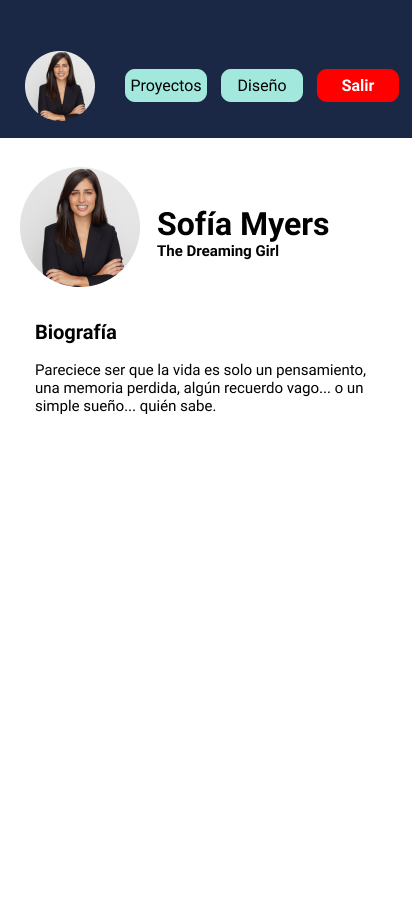 Proyectos Diseño Salir
Sofía Myers
The Dreaming Girl
Biografía
Pareciece ser que la vida es solo un pensamiento,
una memoria perdida, algún recuerdo vago... o un
simple sueño... quién sabe.